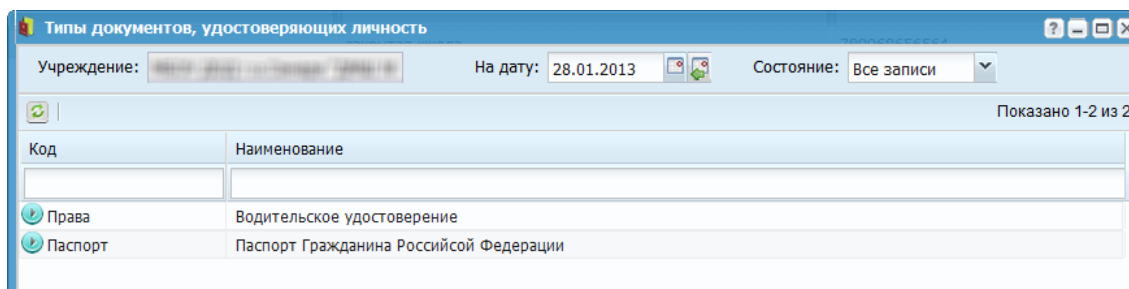 Типы документов, удостоверяющих личность
Учреждение: На дату: 28.01.2013 Состояние: Все записи
Показано 1-2 из 2
Код Наименование
Права Водительское удостоверение
Паспорт Паспорт Гражданина Российсой Федерации